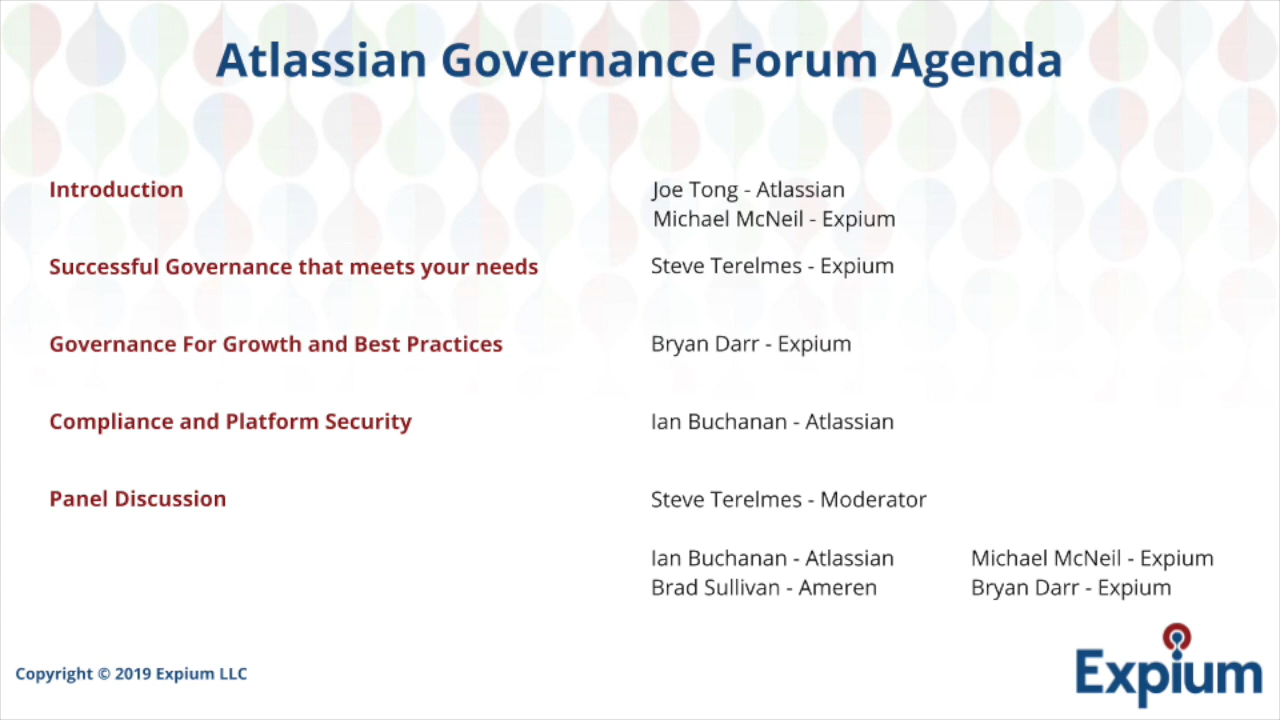 Atlassian Governance Forum Agenda
Introduction
Joe Tong - Atlassian
Michael McNeil - Expium
Successful Governance that meets your needs
Steve Terelmes - Expium
Governance For Growth and Best Practices
Bryan Darr - Expium
Compliance and Platform Security
Ian Buchanan - Atlassian
Panel Discussion
Steve Terelmes - Moderator
Ian Buchanan - Atlassian
Michael McNeil - Expium
Brad Sullivan - Ameren
Bryan Darr - Expium
Copyright © 2019 Expium LLC
Expium